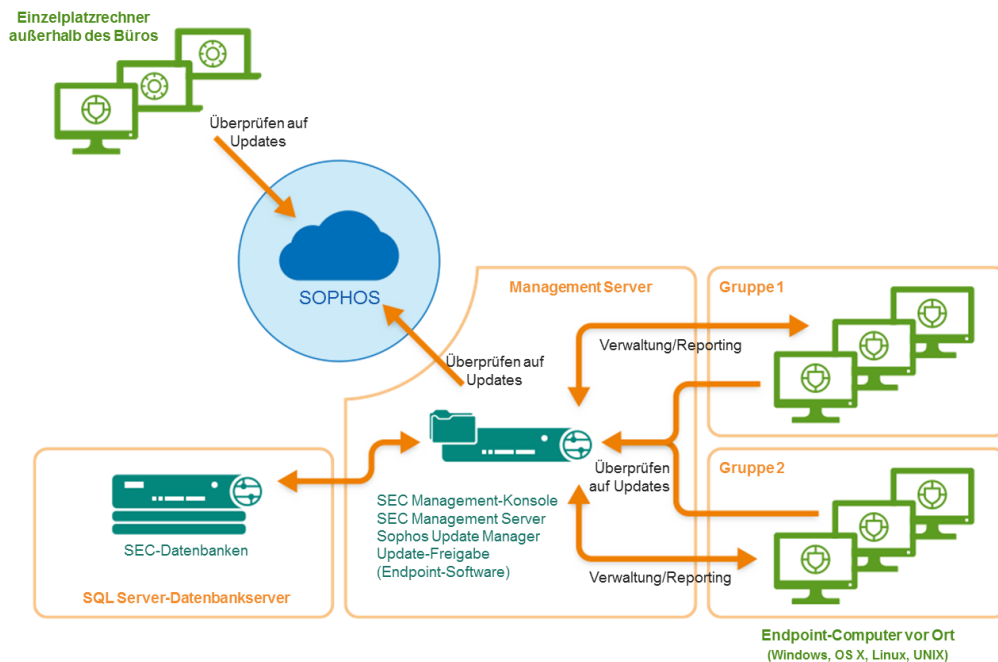 Einzelplatzrechner
außerhalb des Büros
Überprüfen auf
Updates
SOPHOS
Management Server
Überprüfen auf
Updates
Gruppe 1
Verwaltung/Reporting
Überprüfen
auf Updates
Gruppe 2
Verwaltung/Reporting
SEC Management-Konsole
SEC Management Server
Sophos Update Manager
Update-Freigabe
(Endpoint-Software)
SEC-Datenbanken
SQL Server-Datenbankserver
Endpoint-Computer vor Ort
(Windows, OS X, Linux, UNIX)